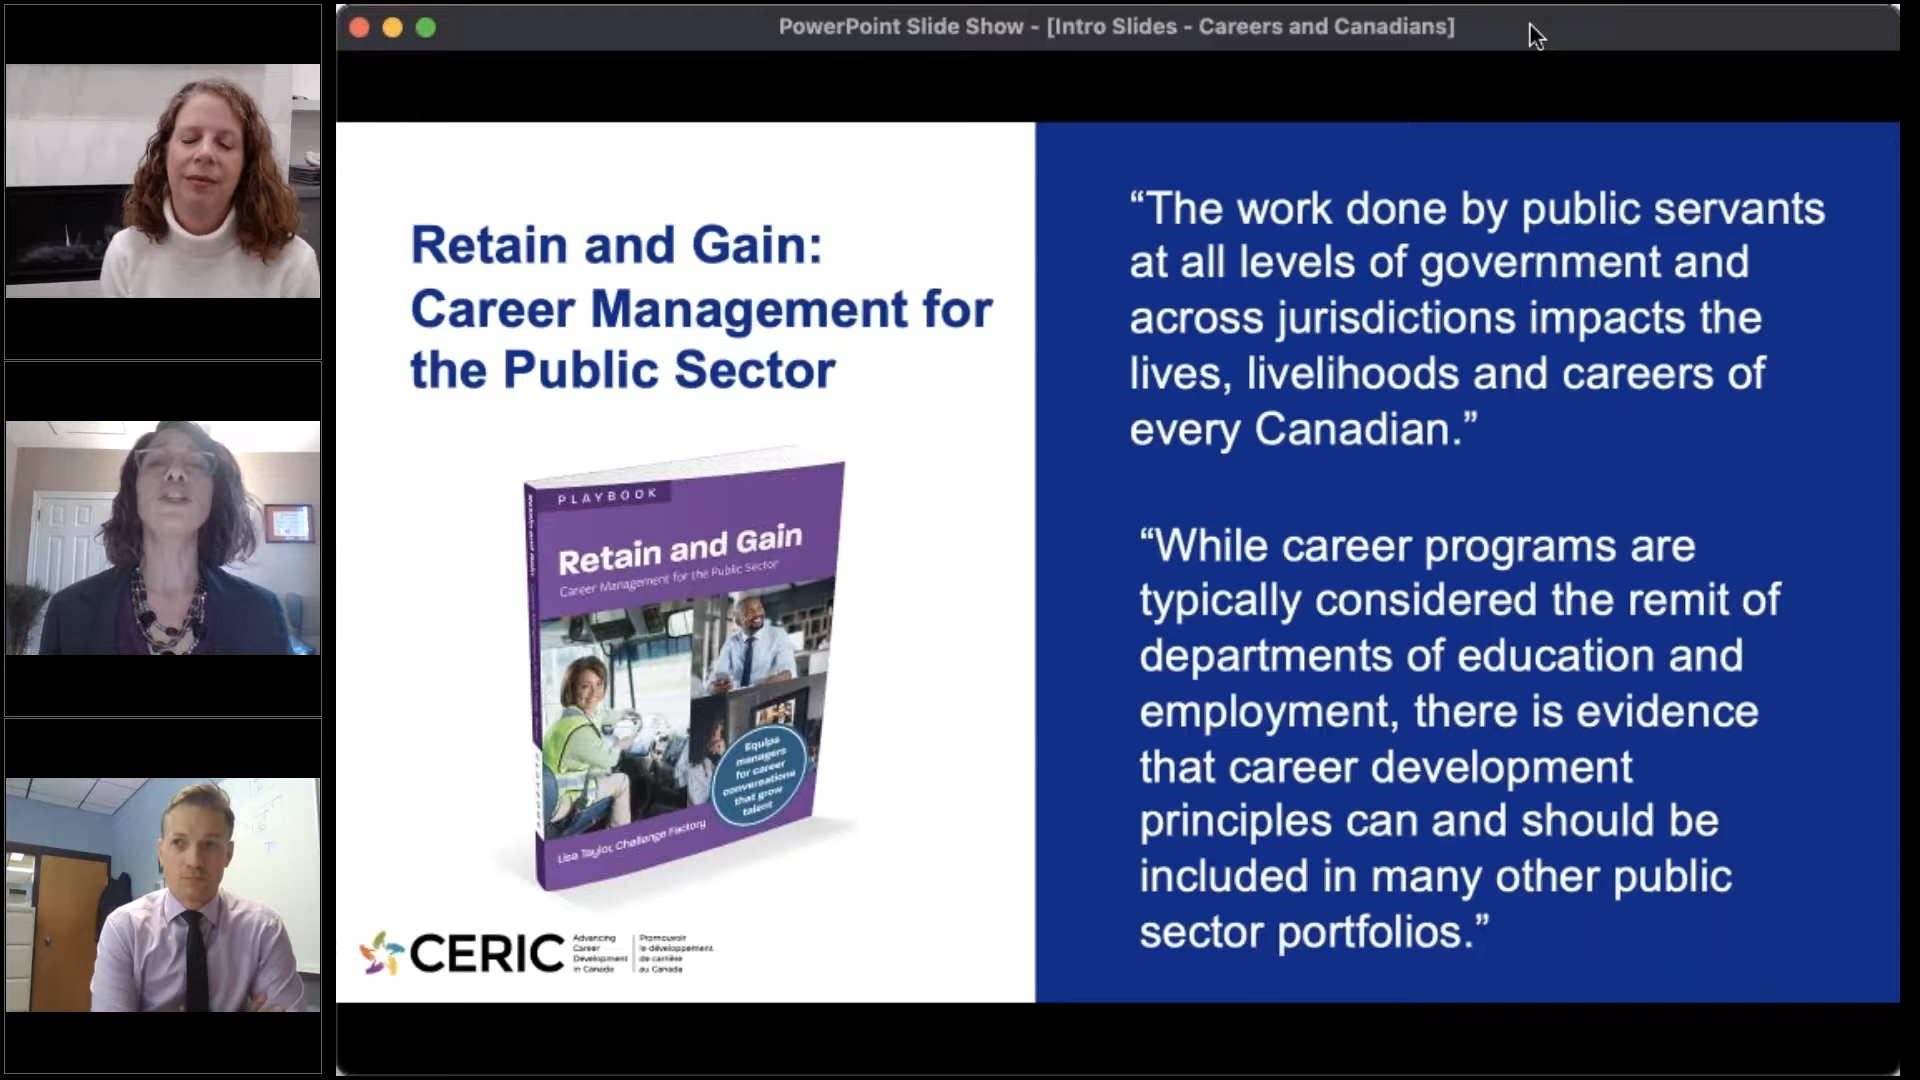 PowerPoint Slide Show - [Intro Slides - Careers and Canadians]
Retain and Gain:
Career Management for
the Public Sector
PLAYBOOK
Retain and Gain
Career Management for the Public Sector
Equips
managers
for career
conversations
that grow
talent
Lisa Taylor, Challenge Factory
CERIC
Advancing
Career
Development
in Canada
Promouvoir
le développement
de carrière
au Canada
“The work done by public servants
at all levels of government and
across jurisdictions impacts the
lives, livelihoods and careers of
every Canadian.”
“While career programs are
typically considered the remit of
departments of education and
employment, there is evidence
that career development
principles can and should be
included in many other public
sector portfolios.”